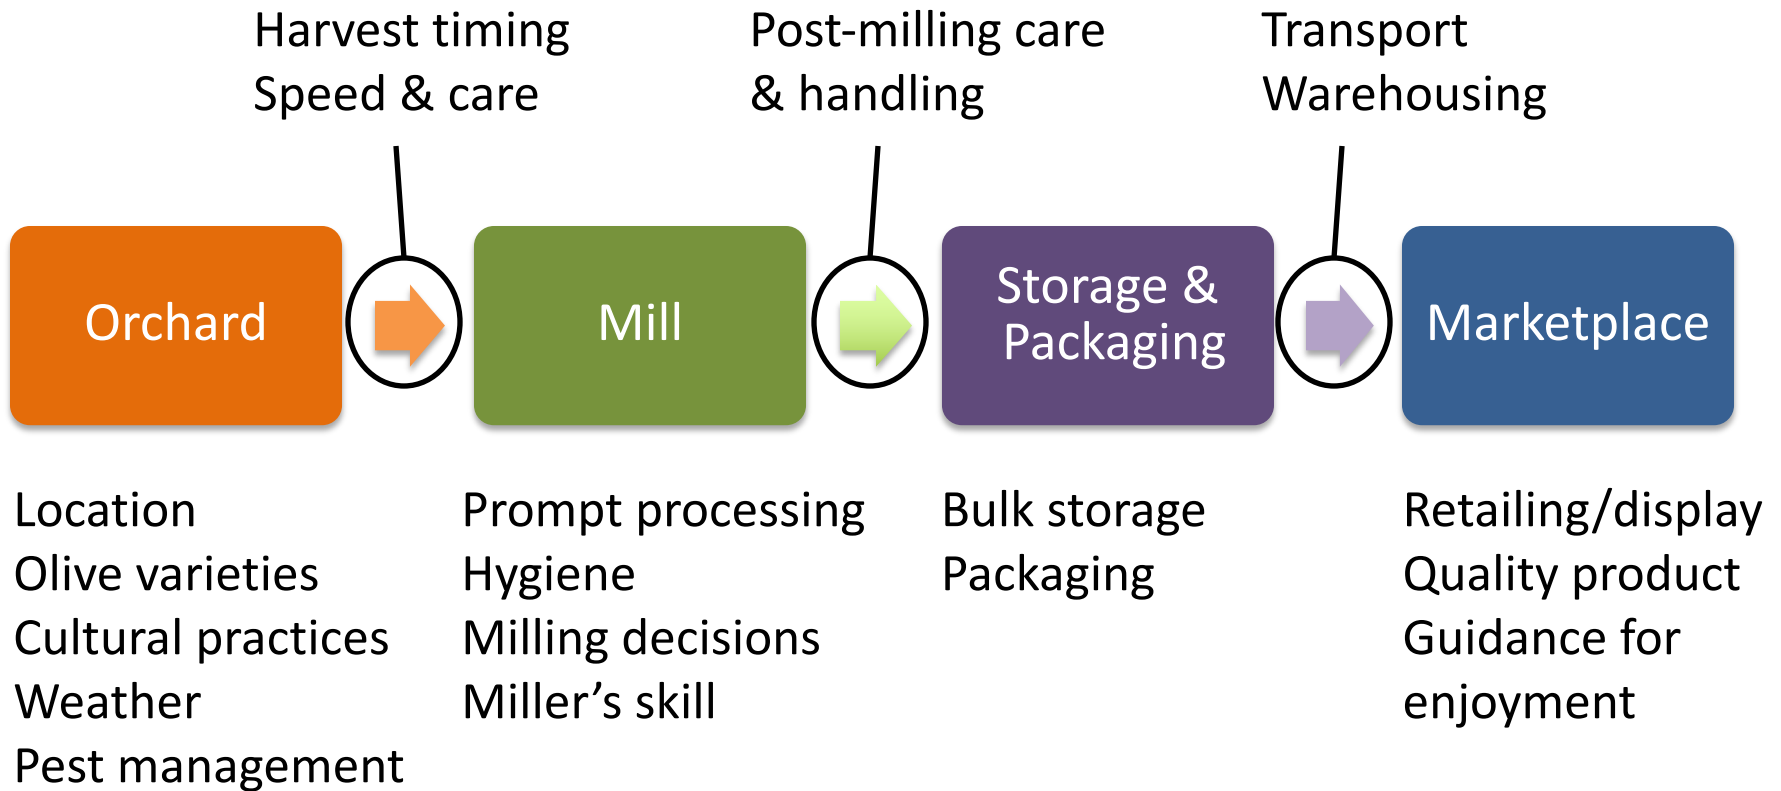 Harvest timing
Speed & care
Post-milling care
& handling
Transport
Warehousing
Orchard
Mill
Storage &
Packaging
Marketplace
Location
Olive varieties
Cultural practices
Weather
Pest management
Prompt processing
Hygiene
Milling decisions
Miller’s skill
Bulk storage
Packaging
Retailing/display
Quality product
Guidance for
enjoyment